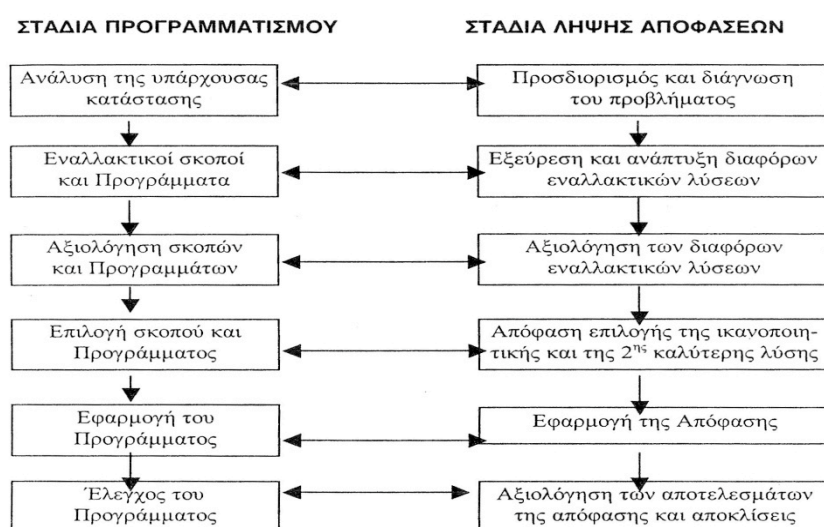 ΣΤΑΔΙΑ ΠΡΟΓΡΑΜΜΑΤΙΣΜΟΥ
ΣΤΑΔΙΑ ΛΗΨΗΣ ΑΠΟΦΑΣΕΩΝ
Ανάλυση της υπάρχουσας
κατάστασης
Προσδιορισμός και διάγνωση
του προβλήματος
Εναλλακτικοί σκοποί
και Προγράμματα
Εξεύρεση και ανάπτυξη διαφόρων
εναλλακτικών λύσεων
Αξιολόγηση σκοπών
και Προγραμμάτων
Αξιολόγηση των διαφόρων
εναλλακτικών λύσεων
Επιλογή σκοπού και
Προγράμματος
Απόφαση επιλογής της ικανοποιη-
τικής και της 2ης καλύτερης λύσης
Εφαρμογή του
Προγράμματος
Εφαρμογή της Απόφασης
Έλεγχος του
Προγράμματος
Αξιολόγηση των αποτελεσμάτων
της απόφασης και αποκλίσεις